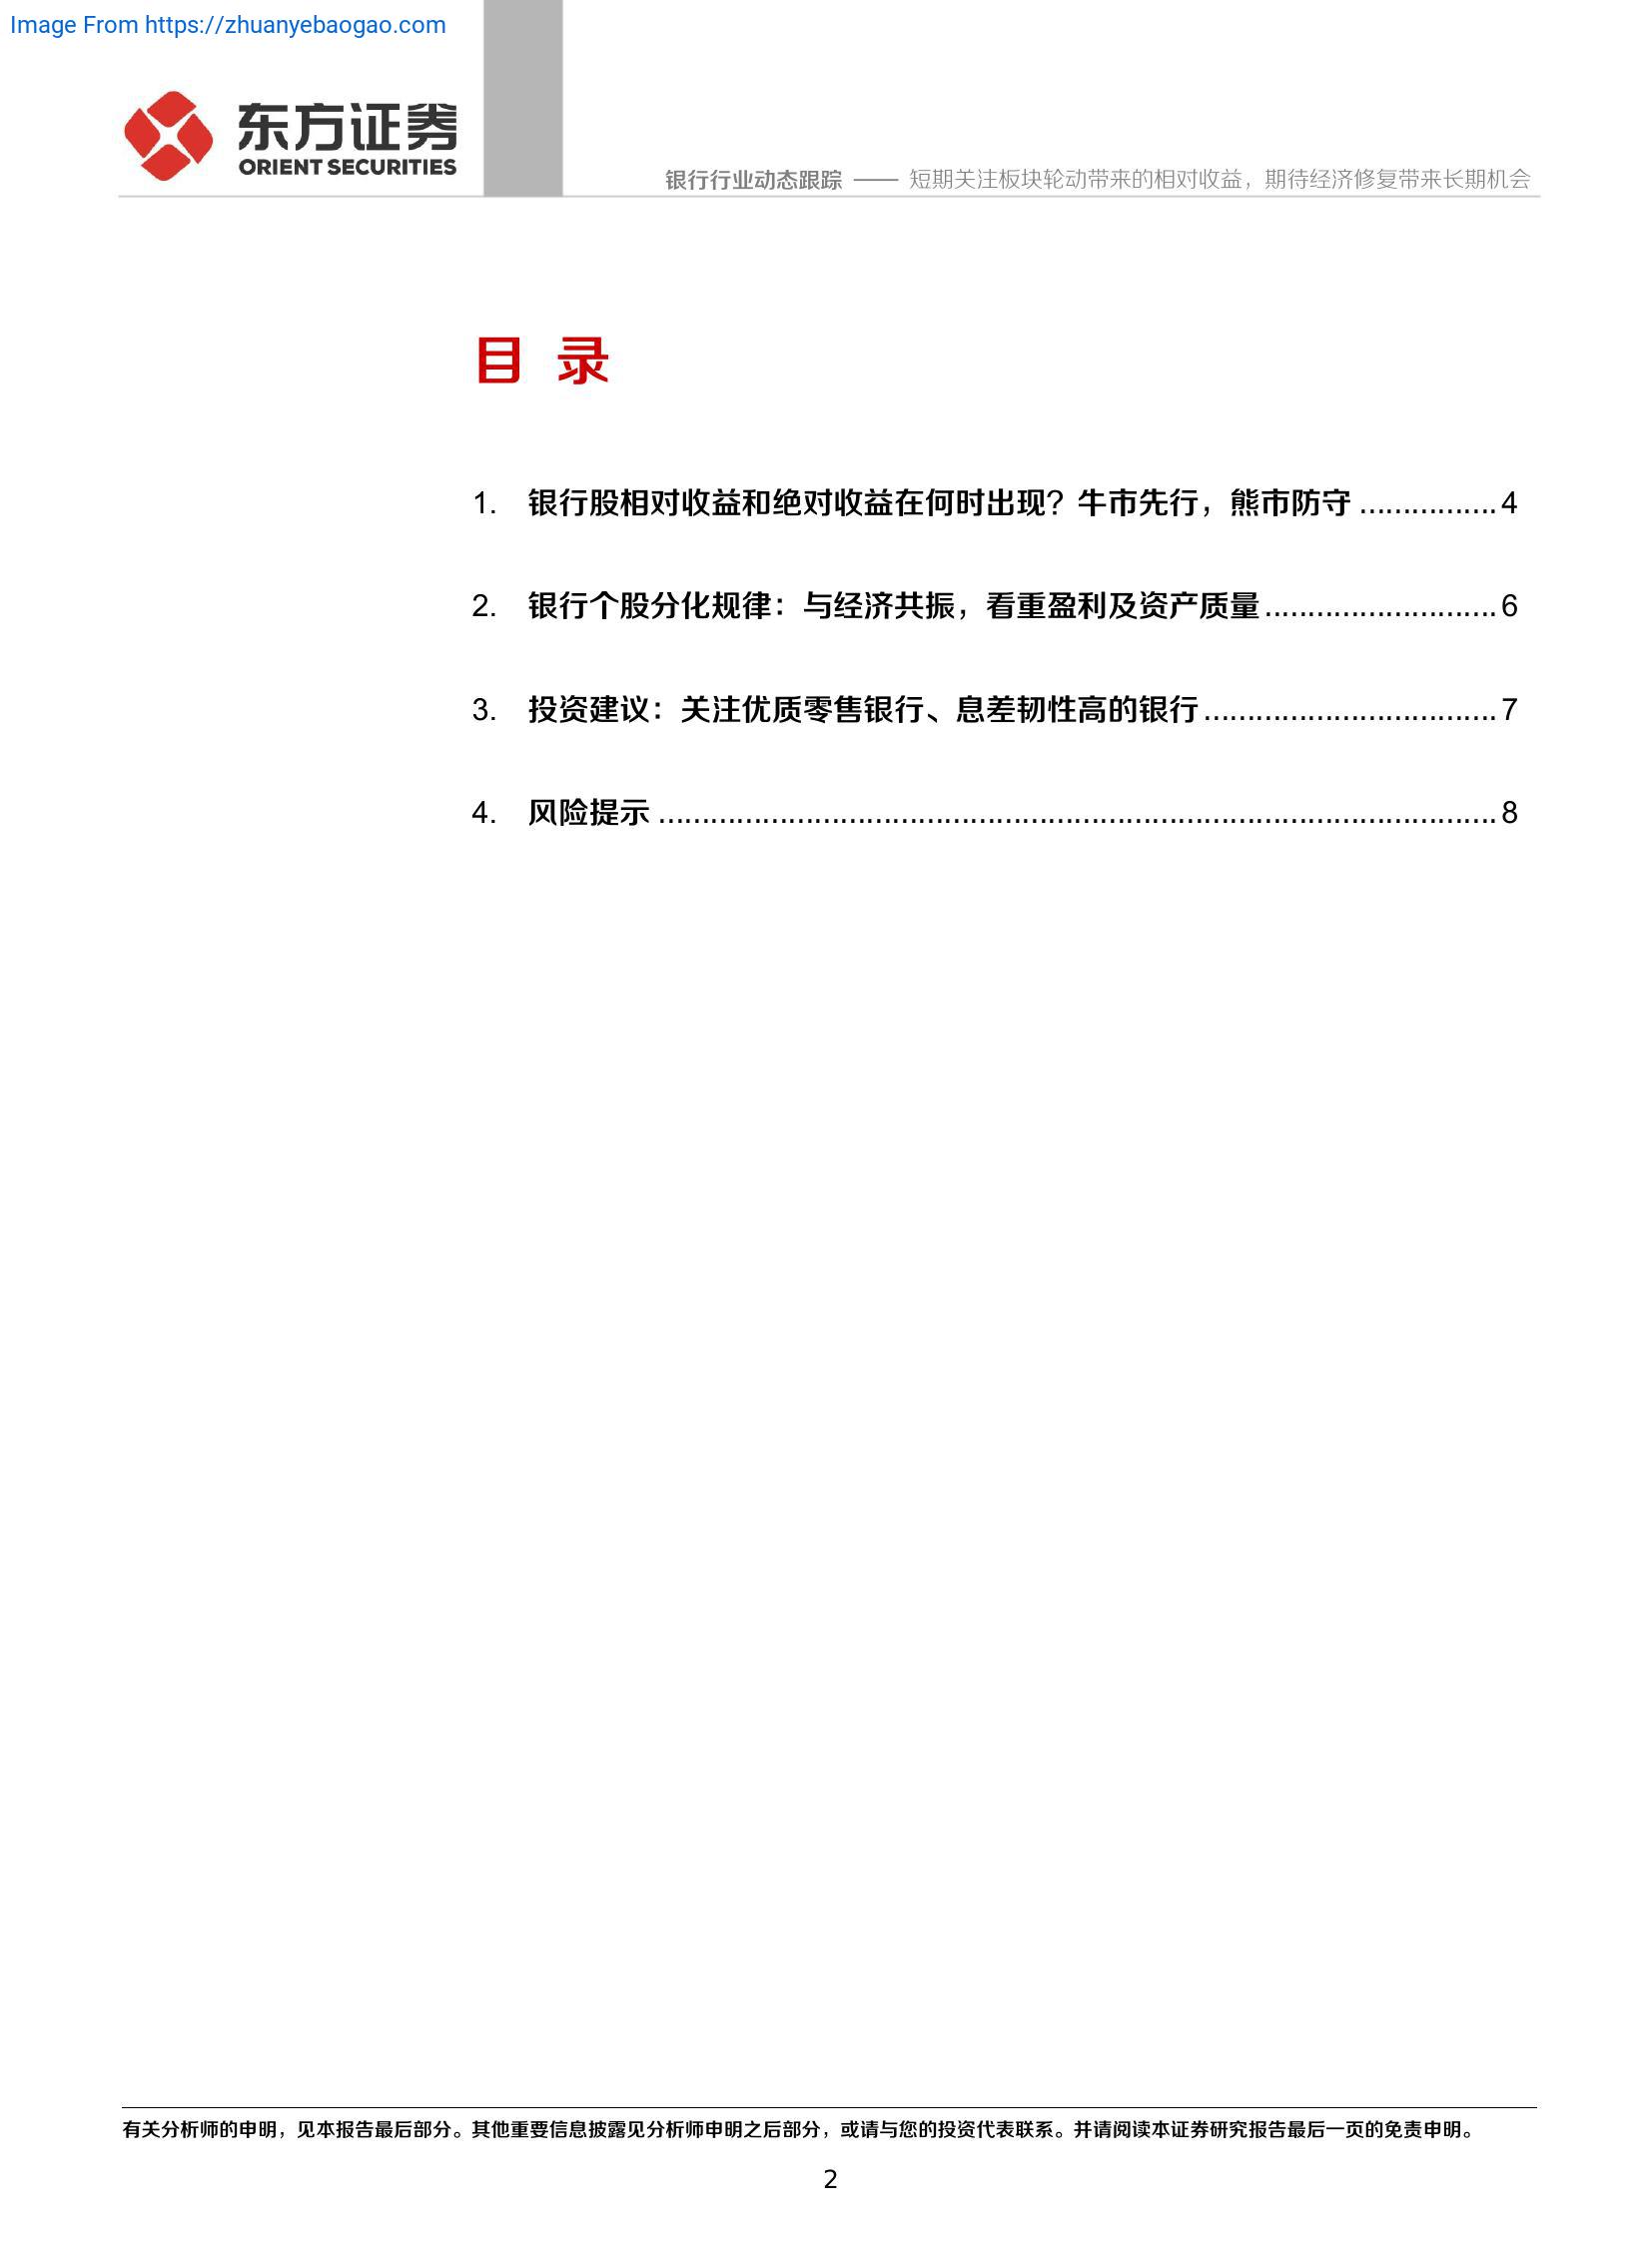 Image From https://zhuanyebaogao.com
东方证券
ORIENT SECURITIES
银行行业动态跟踪 —— 短期关注板块轮动带来的相对收益，期待经济修复带来长期机会
目 录
1. 银行股相对收益和绝对收益在何时出现？牛市先行，熊市防守 ................ 4
2. 银行个股分化规律：与经济共振，看重盈利及资产质量 ........................... 6
3. 投资建议：关注优质零售银行、息差韧性高的银行 .................................. 7
4. 风险提示 ................................................................................................. 8
有关分析师的申明，见本报告最后部分。其他重要信息披露见分析师申明之后部分，或请与您的投资代表联系。并请阅读本证券研究报告最后一页的免责申明。
2